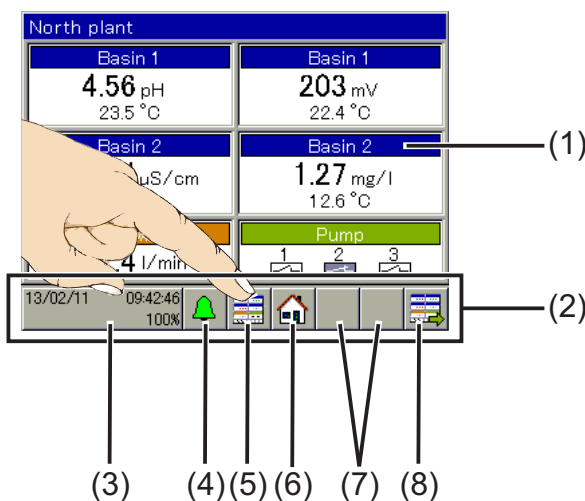 North plant
Basin 1
4.56 pH
23.5 °C
Basin 1
203 mV
22.4 °C
Basin 2
µS/cm
Basin 2
1.27 mg/l
12.6 °C
.4 l/min
Pump
1 2 3
13/02/11 09:42:46
100%
(1)
(2)
(3)
(4)
(5)
(6)
(7)
(8)